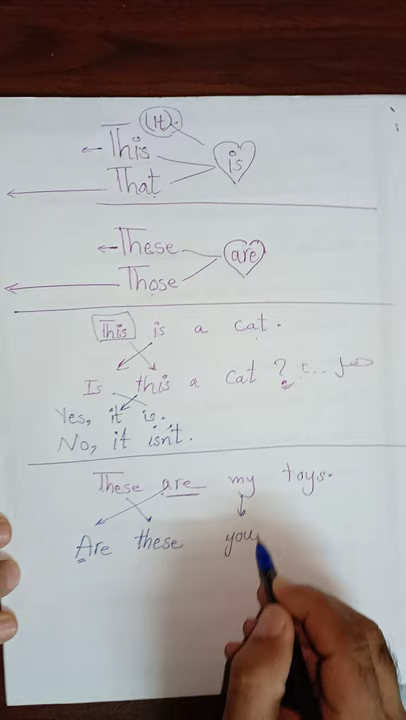 (It)
This
is
That
These
are
Those
This is a cat.
Is this a cat ? هل ...؟
Yes, it is.
No, it isn't.
These are my toys.
Are these you